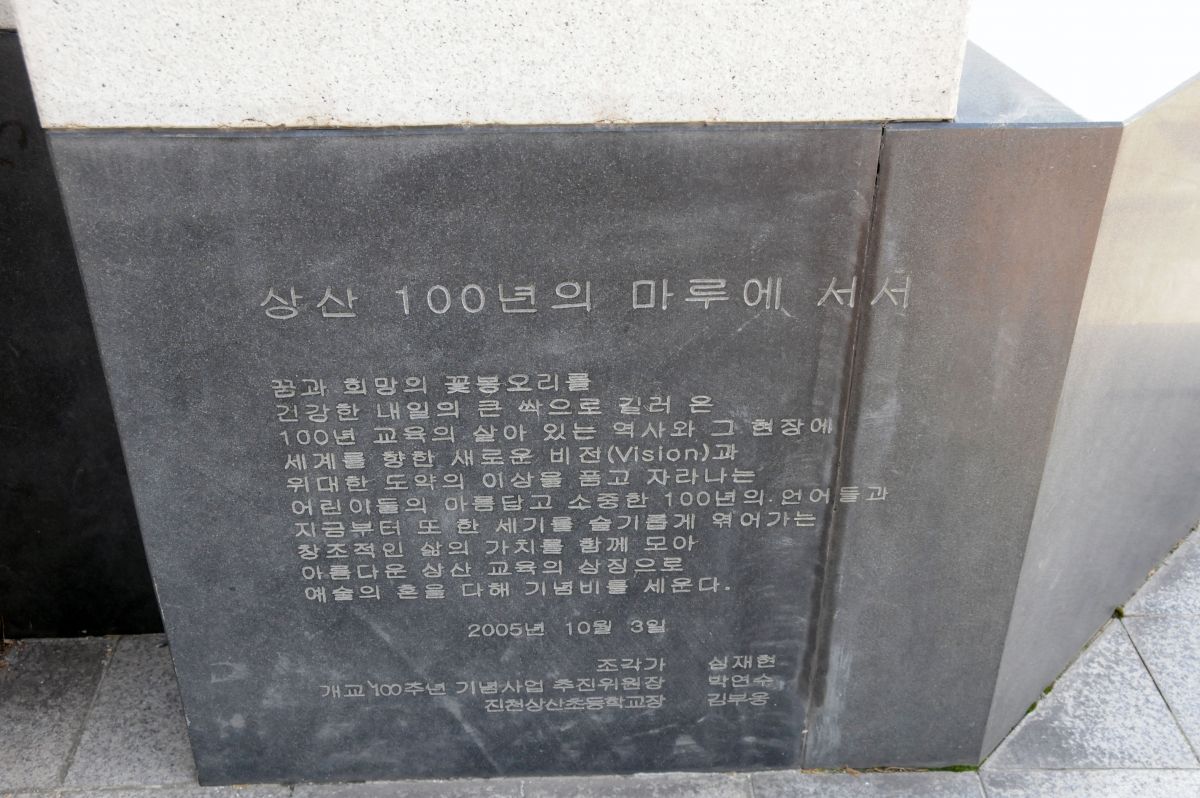 상산 100년의 마루에 서서
꿈과 희망의 꽃봉오리를
건강한 내일의 큰 싹으로 길러 온
100년 교육의 살아 있는 역사와 그 현장에
세계를 향한 새로운 비전(Vision)과
위대한 도약의 이상을 품고 자라나는
어린이들의 아름답고 소중한 100년의 언어들과
지금부터 또 한 세기를 슬기롭게 엮어가는
창조적인 삶의 가치를 함께 모아
아름다운 상산 교육의 상징으로
예술의 혼을 다해 기념비를 세운다.
2005년 10월 3일
조각가 심재현
개교 100주년 기념사업 추진위원장 박연수
진천상산초등학교장 김부웅